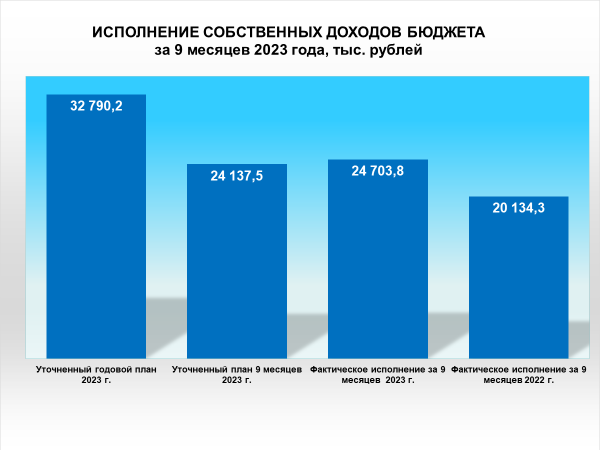 ИСПОЛНЕНИЕ СОБСТВЕННЫХ ДОХОДОВ БЮДЖЕТА
за 9 месяцев 2023 года, тыс. рублей
32 790,2
24 137,5
24 703,8
20 134,3
Уточненный годовой план
2023 г.
Уточненный план 9 месяцев
2023 г.
Фактическое исполнение за 9
месяцев 2023 г.
Фактическое исполнение за 9
месяцев 2022 г.